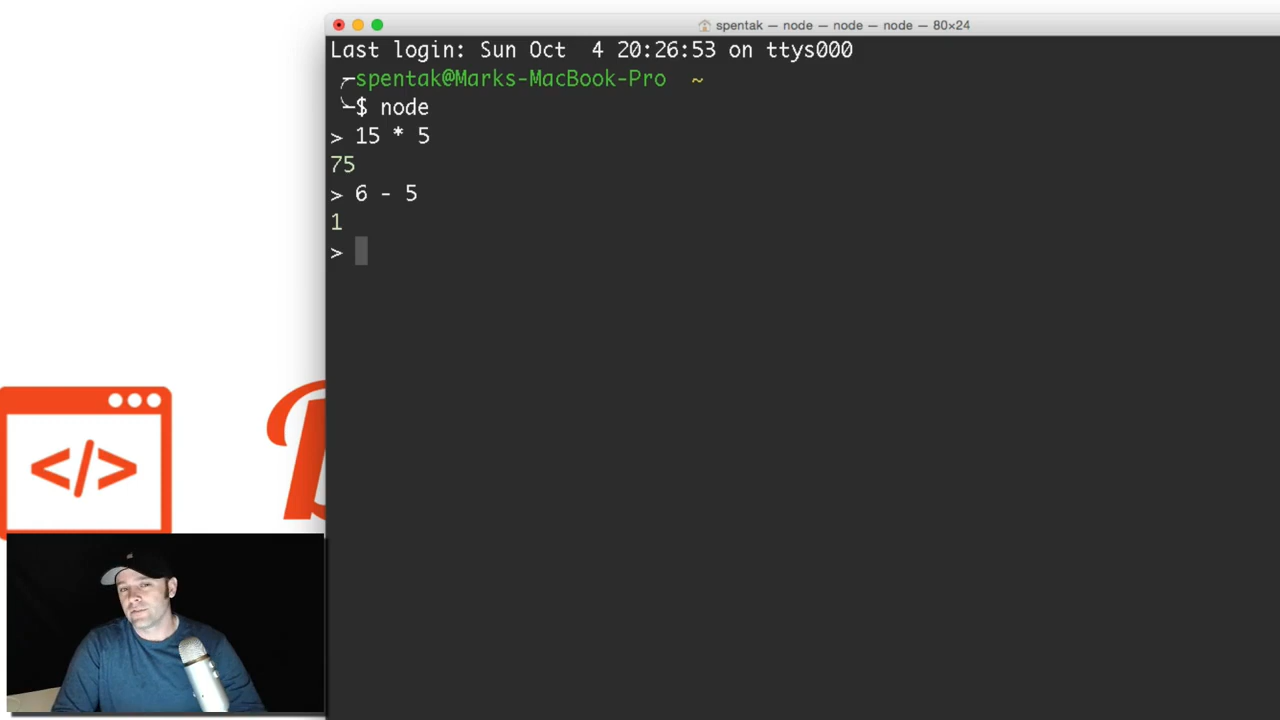 spentak — node — node — node — 80×24
Last login: Sun Oct  4 20:26:53 on ttys000
spentak@Marks-MacBook-Pro  ~
$ node
> 15 * 5
75
> 6 - 5
1
>
</>